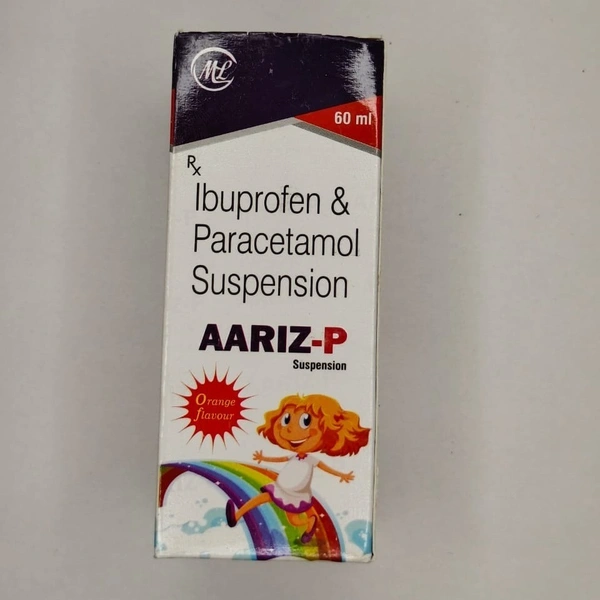 ML
60 ml
Rx
Ibuprofen &
Paracetamol
Suspension
AARIZ-P
Suspension
Orange
flavour